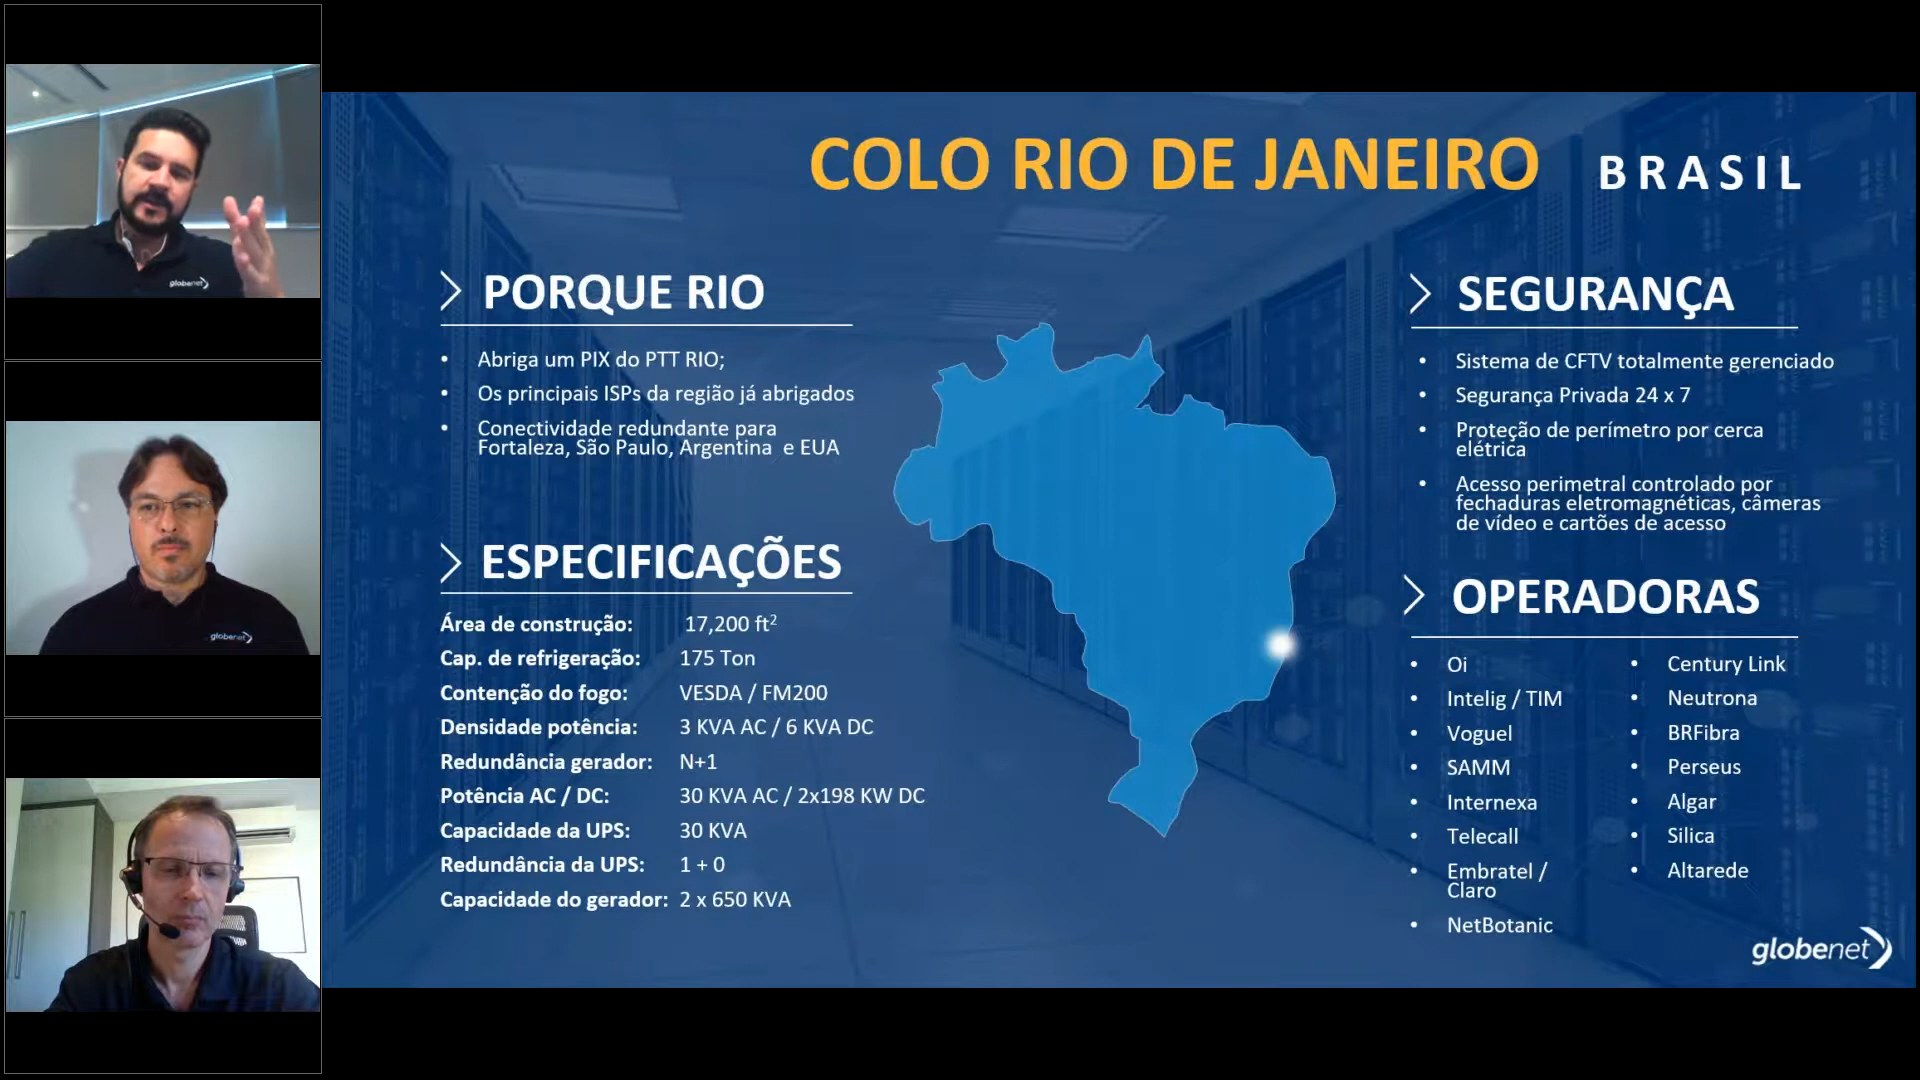 COLO RIO DE JANEIRO BRASIL
PORQUE RIO
• Abriga um PIX do PTT RIO;
• Os principais ISPs da região já abrigados
• Conectividade redundante para
Fortaleza, São Paulo, Argentina e EUA
ESPECIFICAÇÕES
Área de construção: 17,200 ft²
Cap. de refrigeração: 175 Ton
Contenção do fogo: VESDA / FM200
Densidade potência: 3 KVA AC / 6 KVA DC
Redundância gerador: N+1
Potência AC / DC: 30 KVA AC / 2x198 KW DC
Capacidade da UPS: 30 KVA
Redundância da UPS: 1 + 0
Capacidade do gerador: 2 x 650 KVA
SEGURANÇA
• Sistema de CFTV totalmente gerenciado
• Segurança Privada 24 x 7
• Proteção de perímetro por cerca
elétrica
• Acesso perimetral controlado por
fechaduras eletromagnéticas, câmeras
de vídeo e cartões de acesso
OPERADORAS
• Oi
• Intelig / TIM
• Voguel
• SAMM
• Internexa
• Telecall
• Embratel /
Claro
• NetBotanic
• Century Link
• Neutrona
• BRFibra
• Perseus
• Algar
• Silica
• Altarede
globenet
globenet
globenet